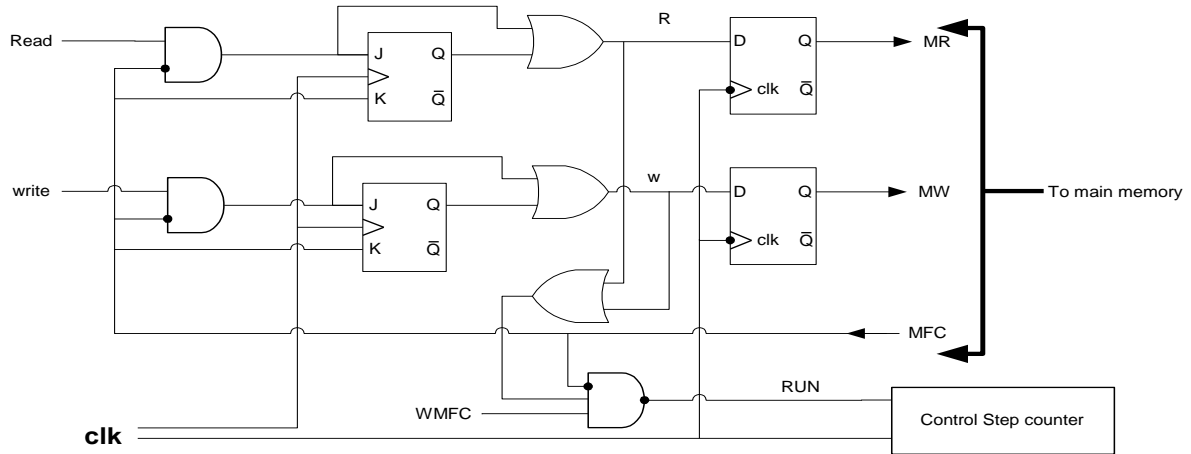 Read
J
Q
K
Q̅
R
D
Q
clk
Q̅
MR
write
J
Q
K
Q̅
w
D
Q
clk
Q̅
MW
To main memory
MFC
WMFC
RUN
clk
Control Step counter